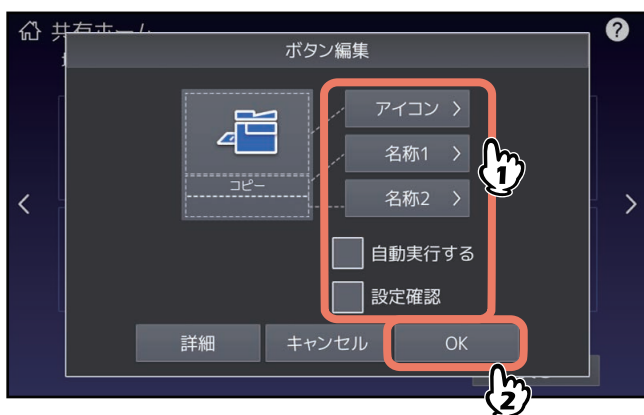 共有ホーム
?
ボタン編集
アイコン >
名称1 >
名称2 >
コピー
自動実行する
設定確認
詳細
キャンセル
OK
1
2